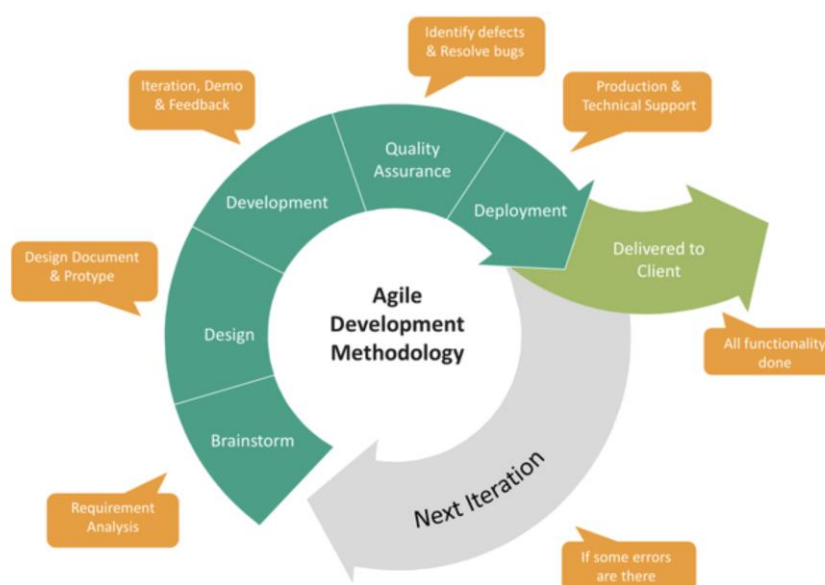 Identify defects
& Resolve bugs
Iteration, Demo
& Feedback
Production &
Technical Support
Quality
Assurance
Development
Deployment
Delivered to
Client
Design Document
& Protype
Agile
Development
Methodology
Design
All functionality
done
Brainstorm
Next Iteration
Requirement
Analysis
If some errors
are there